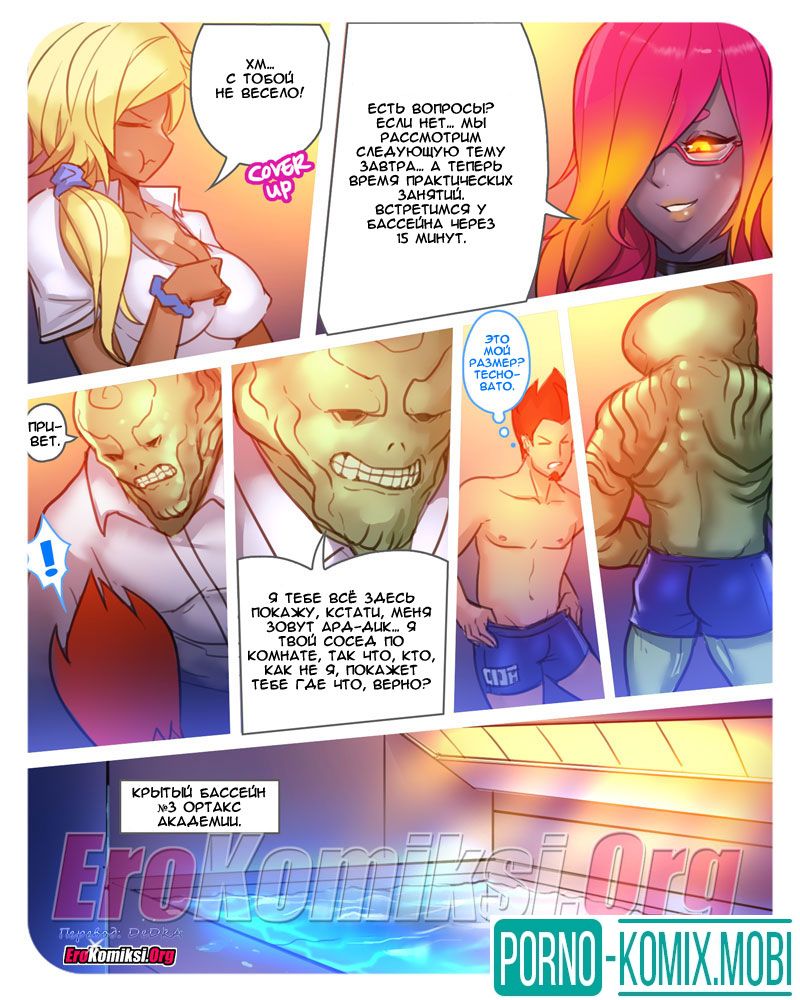 ХМ...
С ТОБОЙ
НЕ ВЕСЕЛО!
COVER
UP
ЕСТЬ ВОПРОСЫ?
ЕСЛИ НЕТ... МЫ
РАССМОТРИМ
СЛЕДУЮЩУЮ ТЕМУ
ЗАВТРА... А ТЕПЕРЬ
ВРЕМЯ ПРАКТИЧЕСКИХ
ЗАНЯТИЙ.
ВСТРЕТИМСЯ У
БАССЕЙНА ЧЕРЕЗ
15 МИНУТ.
ПРИ-
ВЕТ.
!
Я ТЕБЕ ВСЁ ЗДЕСЬ
ПОКАЖУ, КСТАТИ, МЕНЯ
ЗОВУТ АРД-ДИК... Я
ТВОЙ СОСЕД ПО
КОМНАТЕ, ТАК ЧТО, КТО,
КАК НЕ Я, ПОКАЖЕТ
ТЕБЕ ГДЕ ЧТО, ВЕРНО?
ЭТО
МОЙ
РАЗМЕР?
ТЕСНО-
ВАТО.
КРЫТЫЙ БАССЕЙН
№3 ОРТАКС
АКАДЕМИИ.
EroKomiksi.Org
Перевод: DeDRA
EroKomiksi.Org
PORNO-KOMIX.MOBI